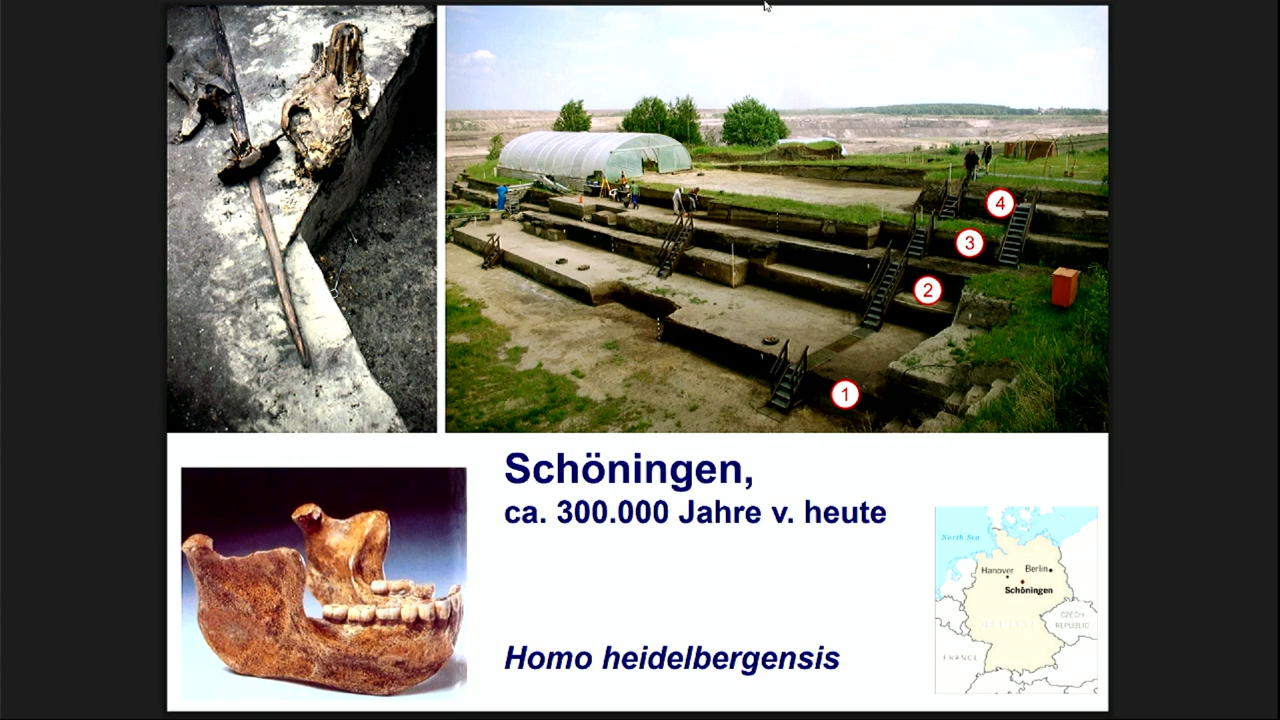 4
3
2
1
Schöningen,
ca. 300.000 Jahre v. heute
Homo heidelbergensis
North Sea
Hanover
Berlin
Schöningen
CZECH
REPUBLIC
FRANCE